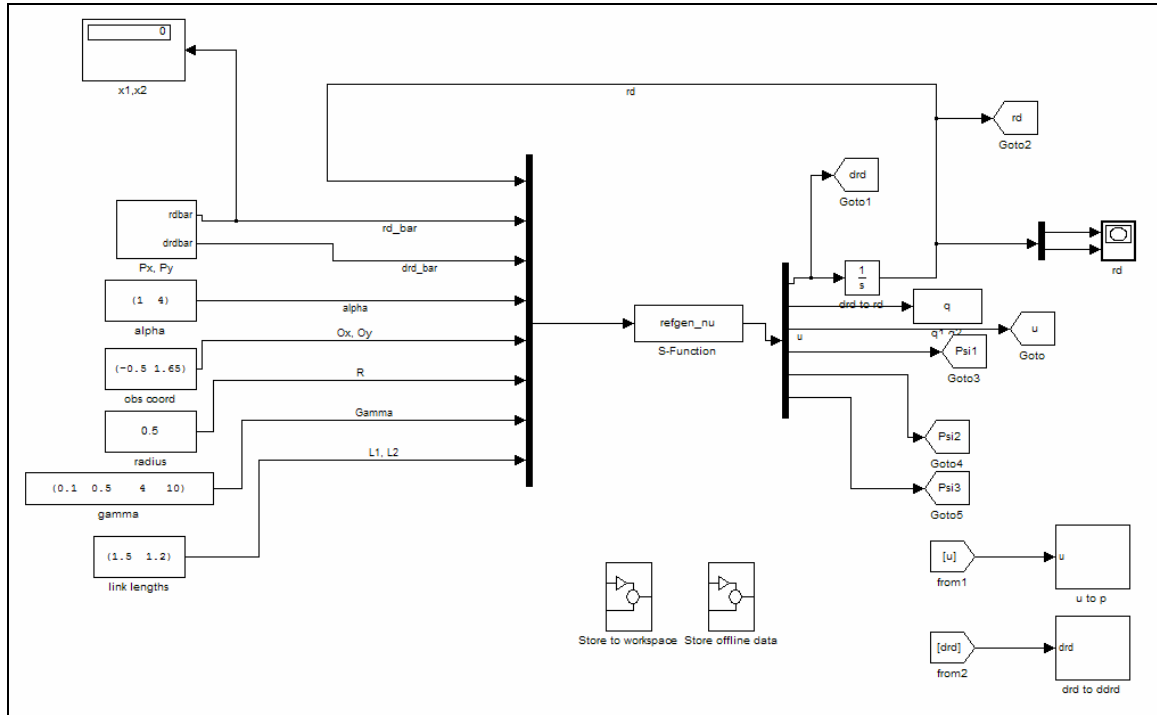 0
x1,x2
rd
rd
Goto2
drd
Goto1
rdbar
drdbar
Px, Py
rd_bar
drd_bar
rd
(1 4)
alpha
alpha
1
s
drd to rd
q
refgen_nu
S-Function
u
u
Goto
Ox, Oy
(-0.5 1.65)
obs coord
Psi1
Goto3
R
0.5
radius
Gamma
Psi2
Goto4
L1, L2
(0.1 0.5 4 10)
gamma
Psi3
Goto5
(1.5 1.2)
link lengths
[u]
from1
u
u to p
Store to workspace
Store offline data
[drd]
from2
drd
drd to ddrd